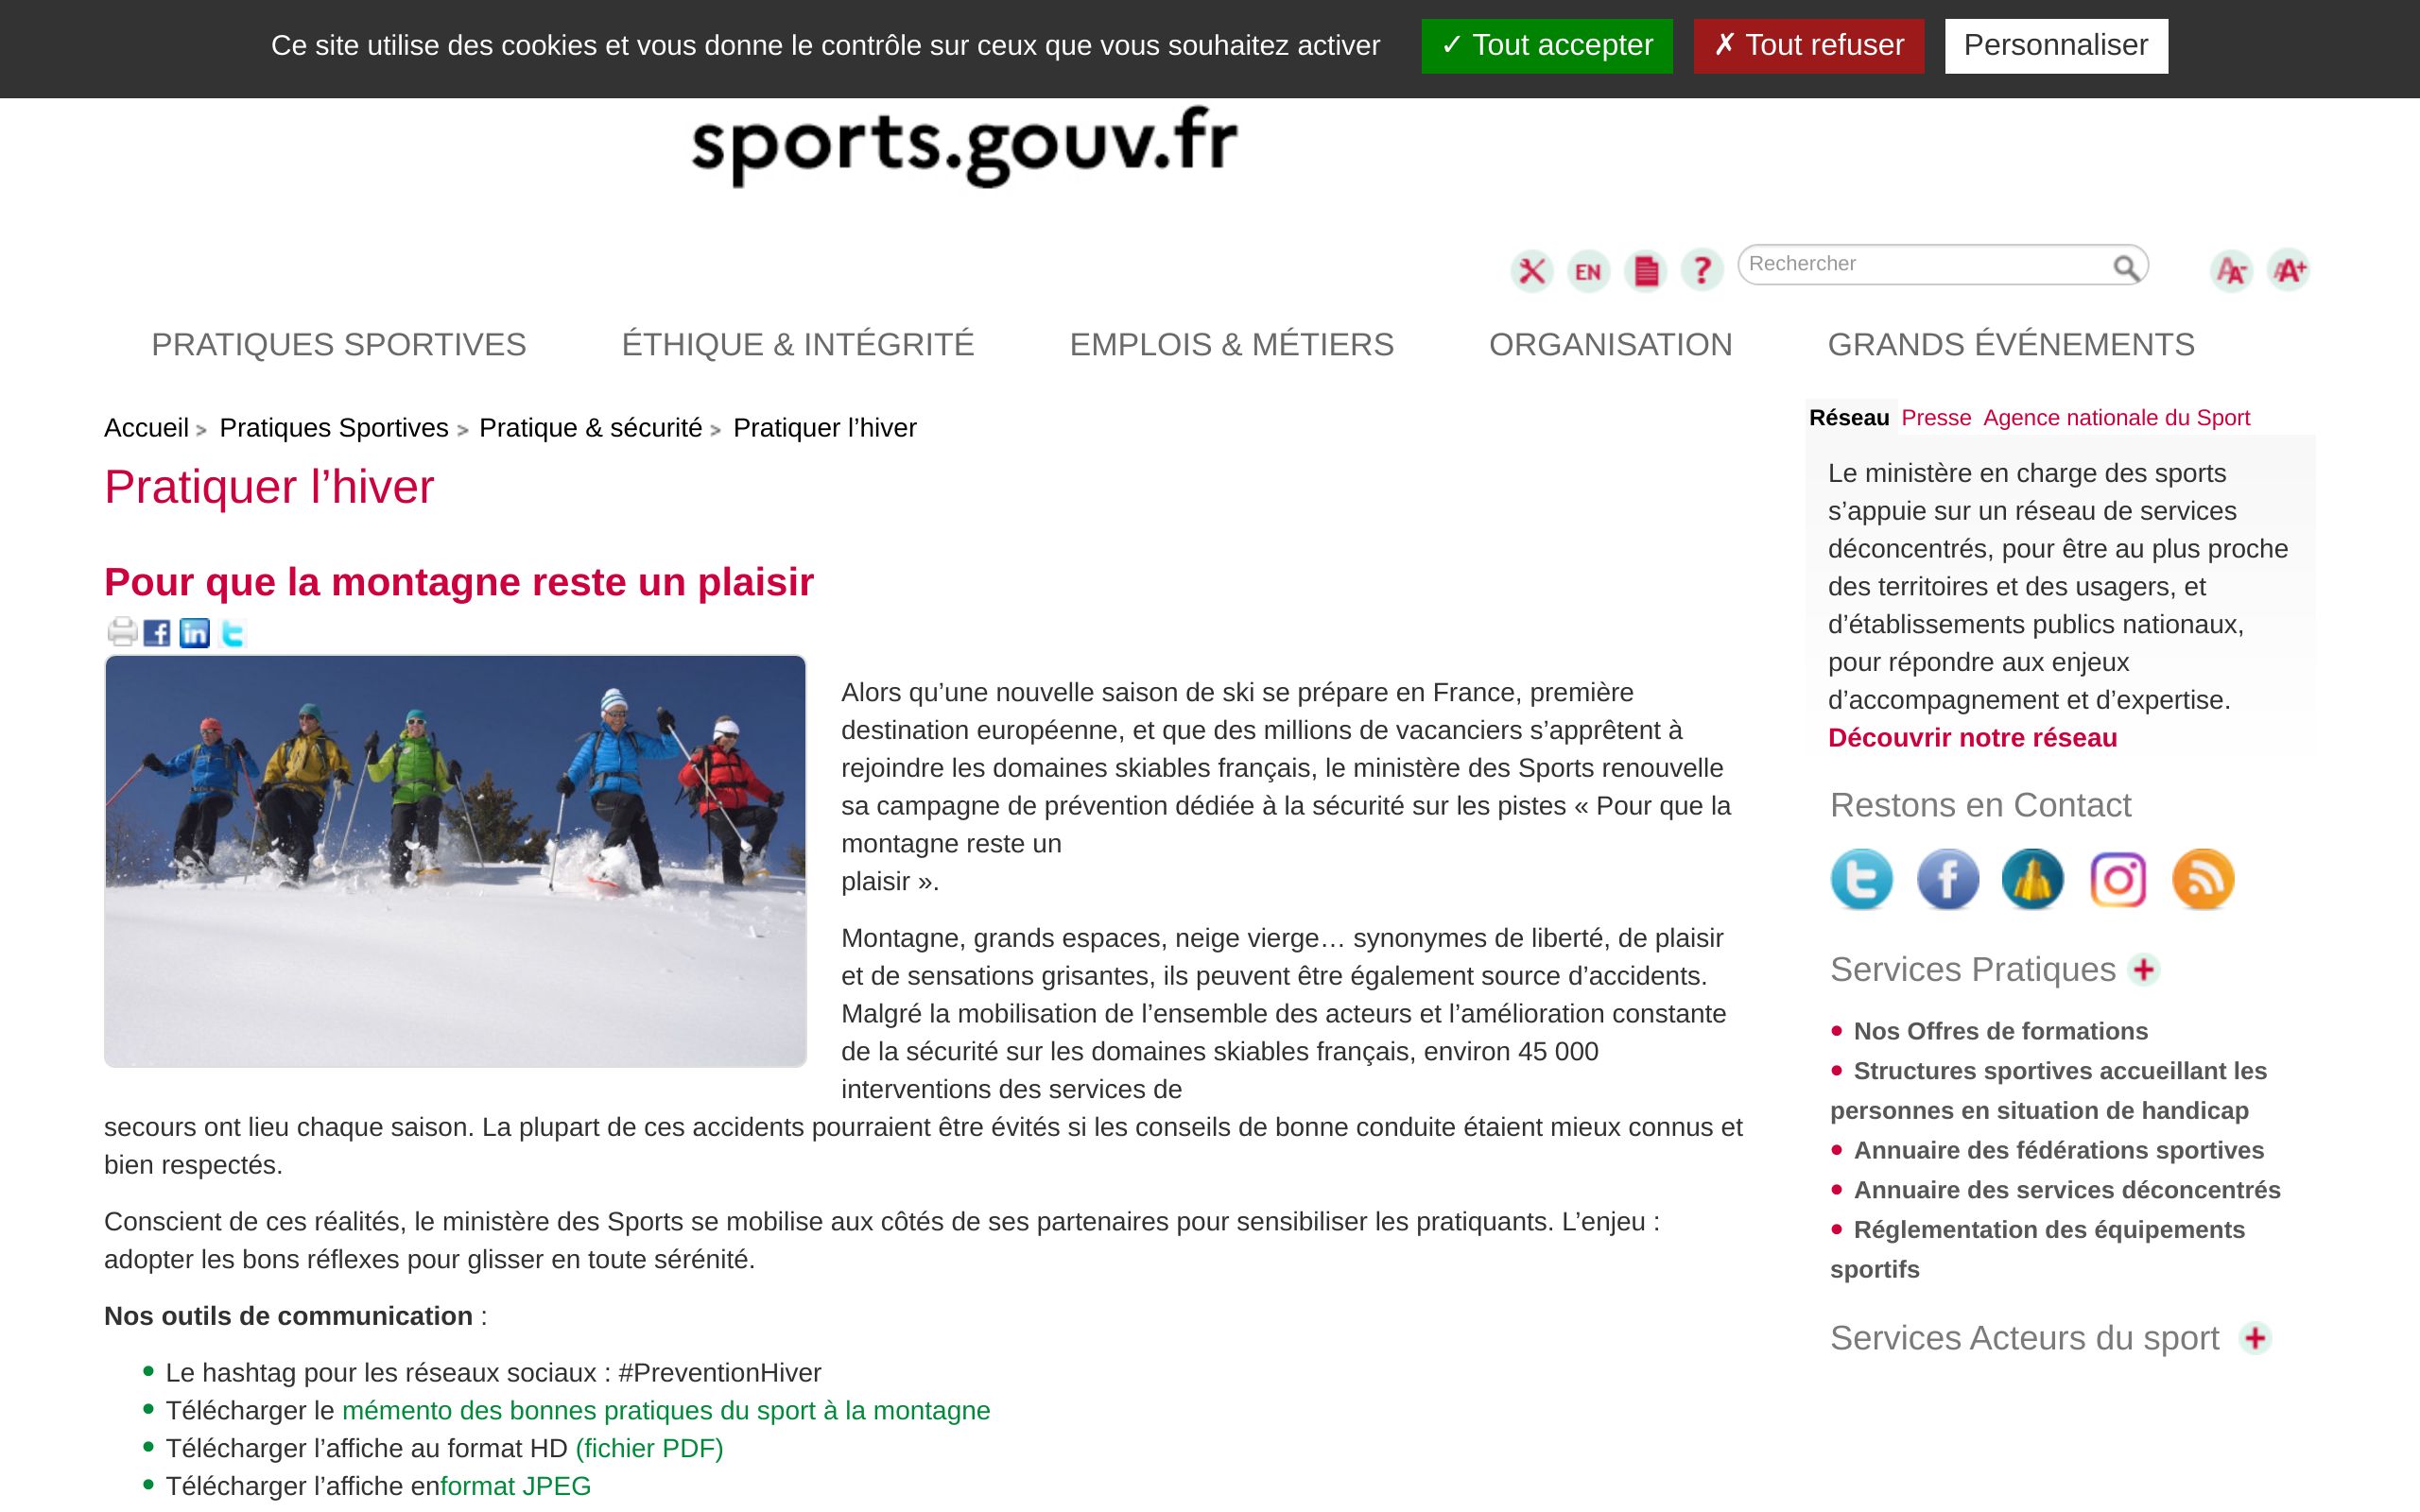 Ce site utilise des cookies et vous donne le contrôle sur ceux que vous souhaitez activer
✓ Tout accepter
✗ Tout refuser
Personnaliser
sports.gouv.fr
EN
?
Rechercher
AA-
AA+
PRATIQUES SPORTIVES
ÉTHIQUE & INTÉGRITÉ
EMPLOIS & MÉTIERS
ORGANISATION
GRANDS ÉVÉNEMENTS
Accueil > Pratiques Sportives > Pratique & sécurité > Pratiquer l’hiver
Pratiquer l’hiver
Pour que la montagne reste un plaisir
Alors qu’une nouvelle saison de ski se prépare en France, première
destination européenne, et que des millions de vacanciers s’apprêtent à
rejoindre les domaines skiables français, le ministère des Sports renouvelle
sa campagne de prévention dédiée à la sécurité sur les pistes « Pour que la
montagne reste un
plaisir ».
Montagne, grands espaces, neige vierge… synonymes de liberté, de plaisir
et de sensations grisantes, ils peuvent être également source d’accidents.
Malgré la mobilisation de l’ensemble des acteurs et l’amélioration constante
de la sécurité sur les domaines skiables français, environ 45 000
interventions des services de
secours ont lieu chaque saison. La plupart de ces accidents pourraient être évités si les conseils de bonne conduite étaient mieux connus et
bien respectés.
Conscient de ces réalités, le ministère des Sports se mobilise aux côtés de ses partenaires pour sensibiliser les pratiquants. L’enjeu :
adopter les bons réflexes pour glisser en toute sérénité.
Nos outils de communication :
• Le hashtag pour les réseaux sociaux : #PreventionHiver
• Télécharger le mémento des bonnes pratiques du sport à la montagne
• Télécharger l’affiche au format HD (fichier PDF)
• Télécharger l’affiche enformat JPEG
Réseau Presse Agence nationale du Sport
Le ministère en charge des sports
s’appuie sur un réseau de services
déconcentrés, pour être au plus proche
des territoires et des usagers, et
d’établissements publics nationaux,
pour répondre aux enjeux
d’accompagnement et d’expertise.
Découvrir notre réseau
Restons en Contact
Services Pratiques +
• Nos Offres de formations
• Structures sportives accueillant les
personnes en situation de handicap
• Annuaire des fédérations sportives
• Annuaire des services déconcentrés
• Réglementation des équipements
sportifs
Services Acteurs du sport +